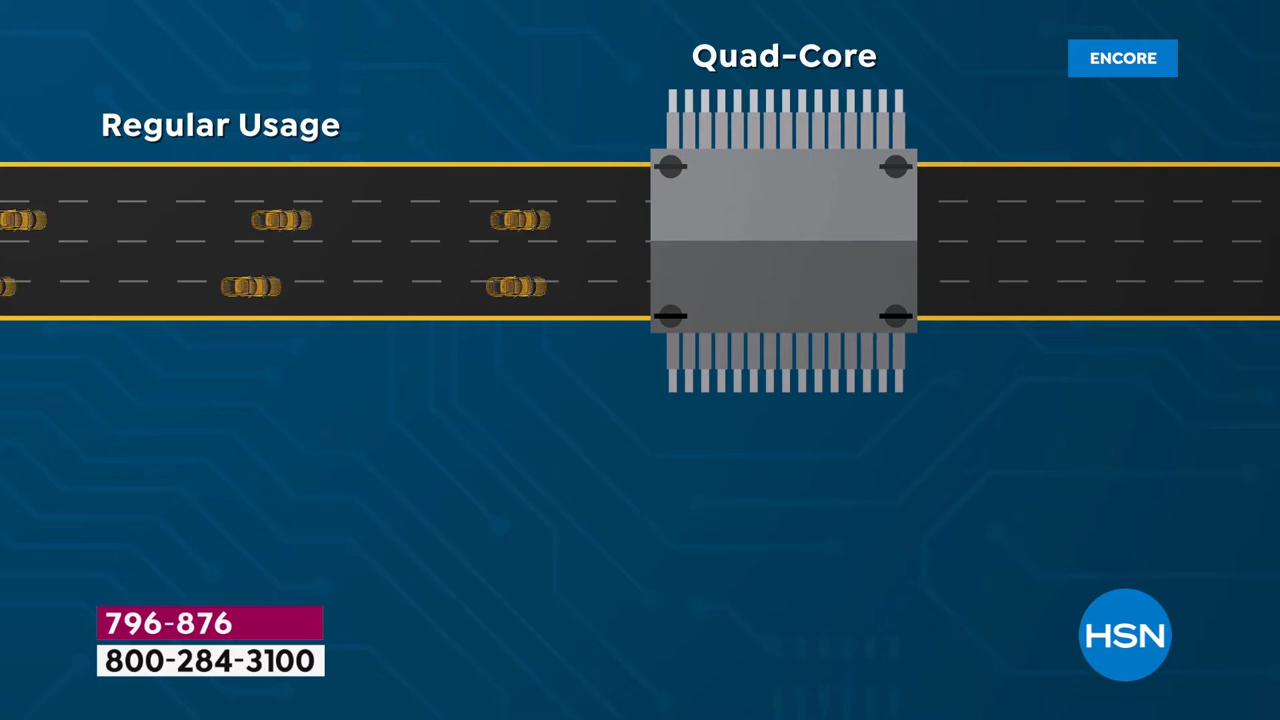 Quad-Core
ENCORE
Regular Usage
796-876
800-284-3100
HSN